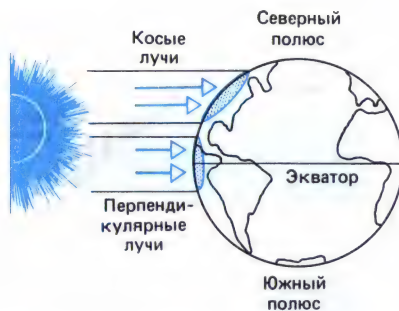 Косые
лучи
Северный
полюс
Экватор
Перпенди-
кулярные
лучи
Южный
полюс